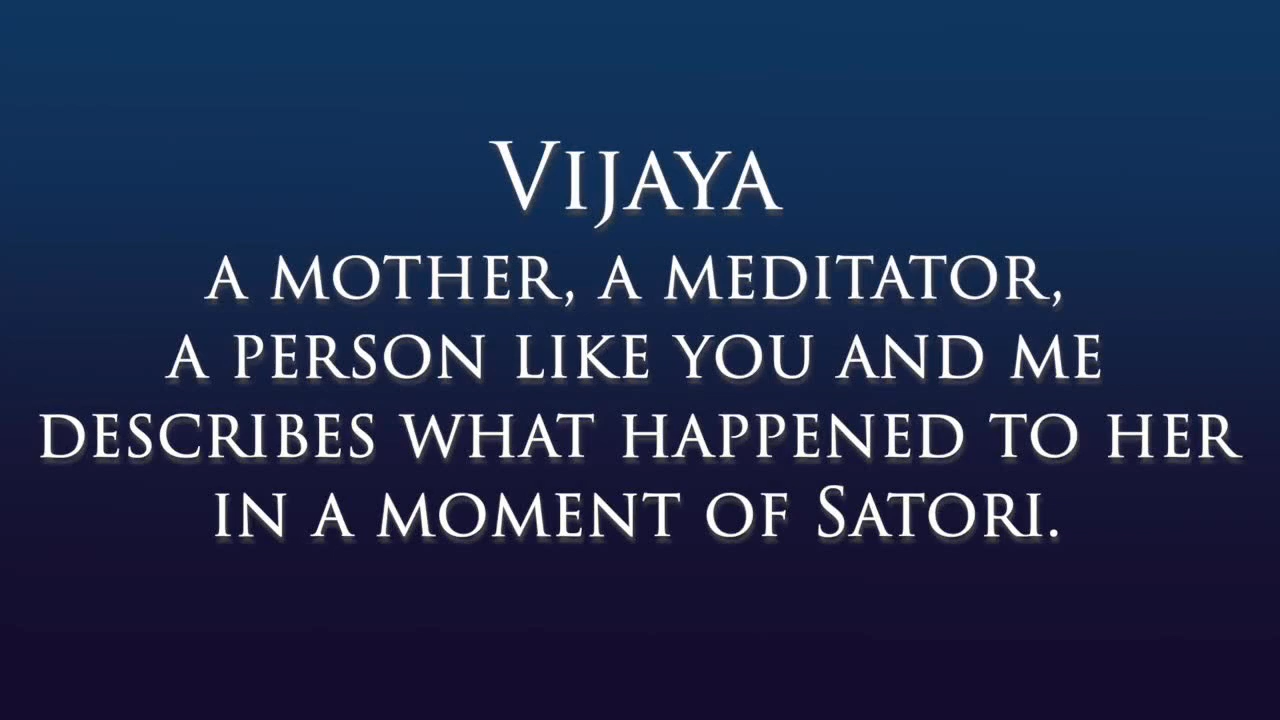 Vijaya
a mother, a meditator,
a person like you and me
describes what happened to her
in a moment of Satori.